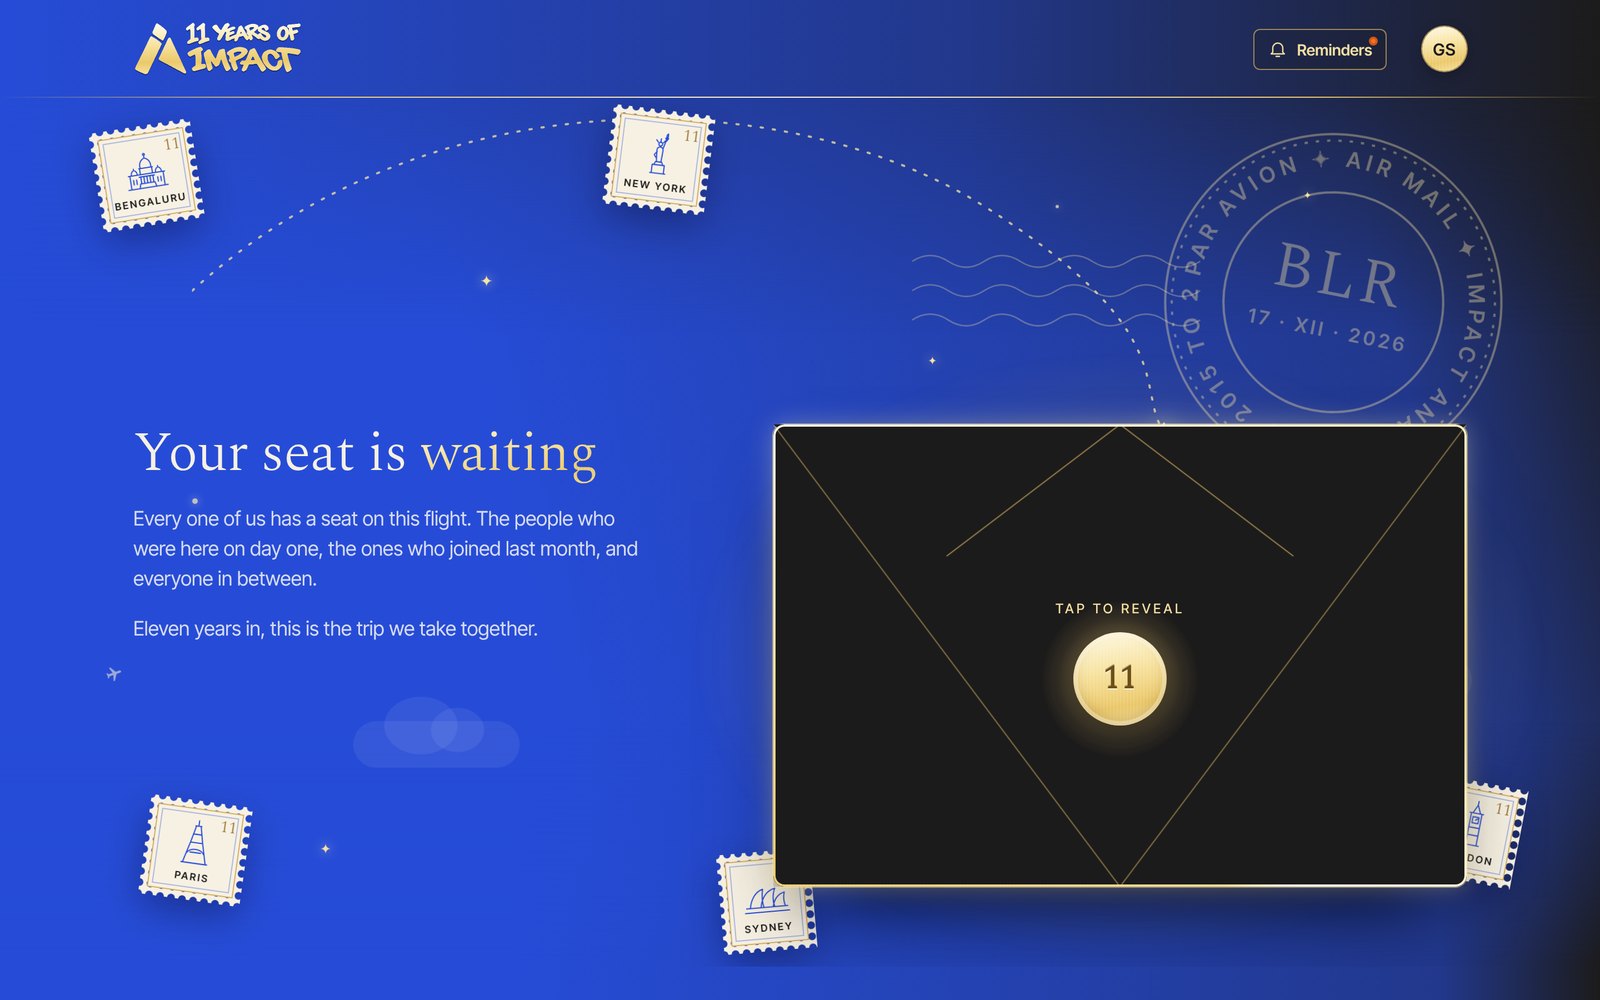 11 YEARS OF
IMPACT
Reminders
GS
11
BENGALURU
11
NEW YORK
2015 TO 2 PAR AVION ✦ AIR MAIL ✦ IMPACT ANA
BLR
17 · XII · 2026
Your seat is waiting
Every one of us has a seat on this flight. The people who
were here on day one, the ones who joined last month, and
everyone in between.
Eleven years in, this is the trip we take together.
TAP TO REVEAL
11
11
PARIS
11
DON
SYDNEY